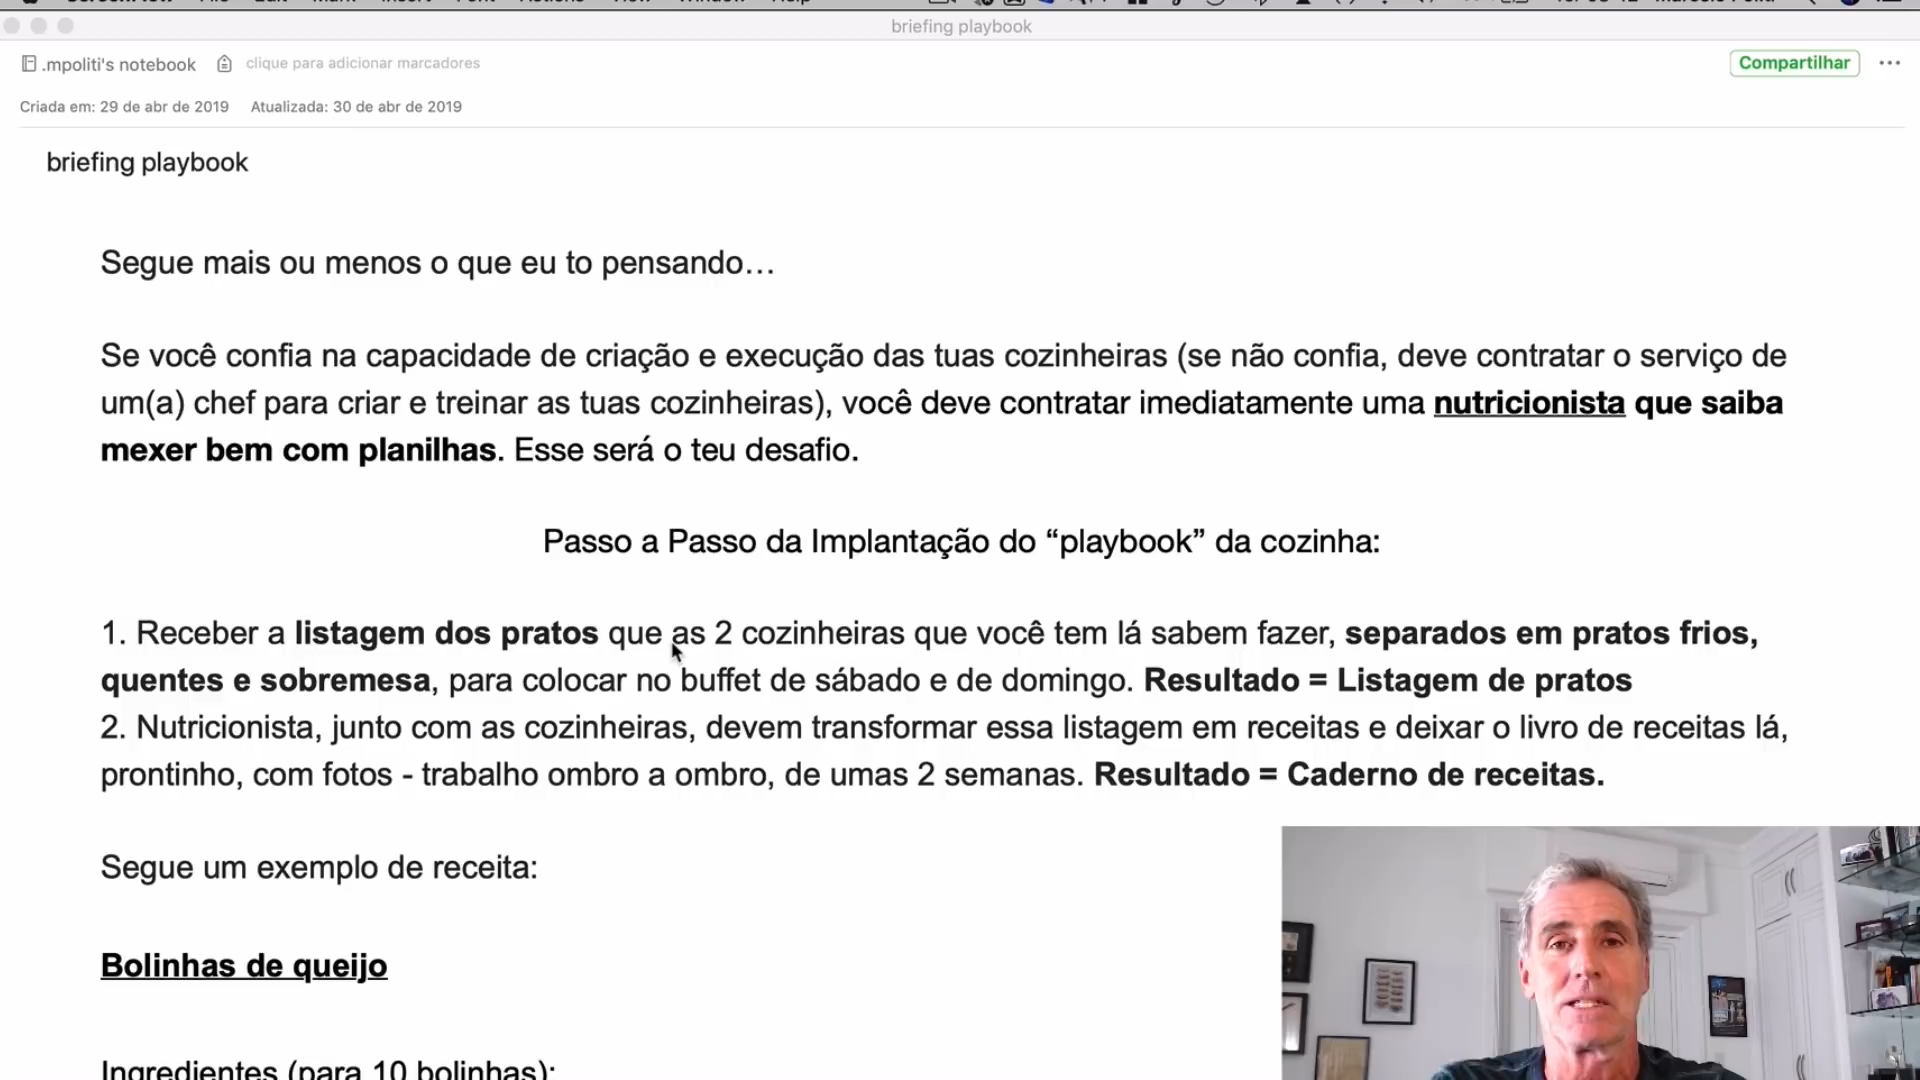 briefing playbook
.mpoliti's notebook clique para adicionar marcadores Compartilhar
Criada em: 29 de abr de 2019 Atualizada: 30 de abr de 2019
briefing playbook
Segue mais ou menos o que eu to pensando…
Se você confia na capacidade de criação e execução das tuas cozinheiras (se não confia, deve contratar o serviço de
um(a) chef para criar e treinar as tuas cozinheiras), você deve contratar imediatamente uma nutricionista que saiba
mexer bem com planilhas. Esse será o teu desafio.
Passo a Passo da Implantação do “playbook” da cozinha:
1. Receber a listagem dos pratos que as 2 cozinheiras que você tem lá sabem fazer, separados em pratos frios,
quentes e sobremesa, para colocar no buffet de sábado e de domingo. Resultado = Listagem de pratos
2. Nutricionista, junto com as cozinheiras, devem transformar essa listagem em receitas e deixar o livro de receitas lá,
prontinho, com fotos - trabalho ombro a ombro, de umas 2 semanas. Resultado = Caderno de receitas.
Segue um exemplo de receita:
Bolinhas de queijo
Ingredientes (para 10 bolinhas):